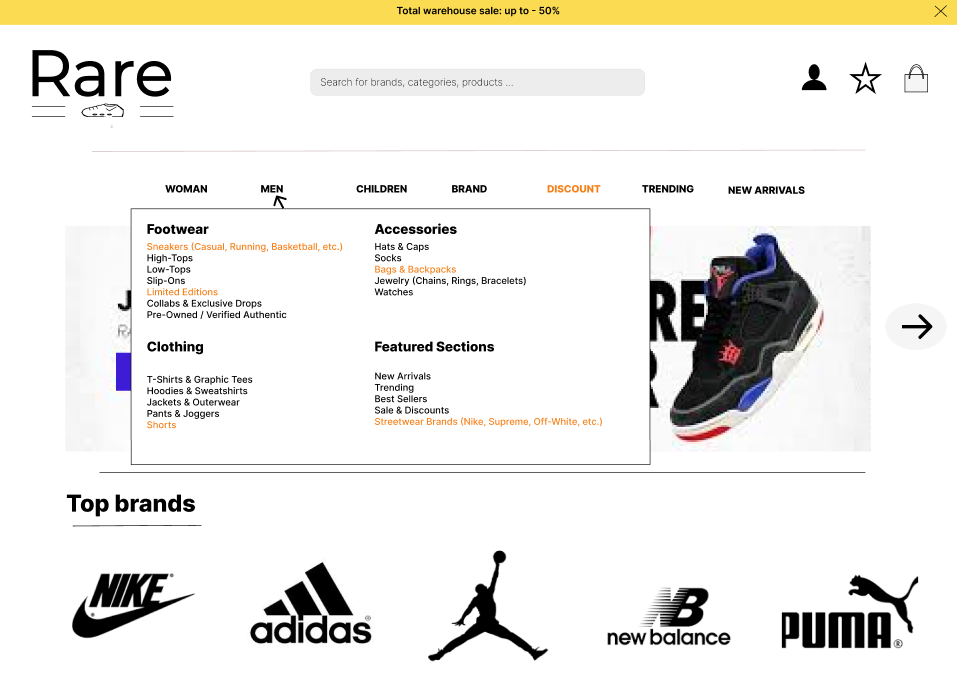 Total warehouse sale: up to - 50%
Rare
Search for brands, categories, products ...
WOMAN MEN CHILDREN BRAND DISCOUNT TRENDING NEW ARRIVALS
Footwear
Sneakers (Casual, Running, Basketball, etc.)
High-Tops
Low-Tops
Slip-Ons
Limited Editions
Collabs & Exclusive Drops
Pre-Owned / Verified Authentic
Accessories
Hats & Caps
Socks
Bags & Backpacks
Jewelry (Chains, Rings, Bracelets)
Watches
Clothing
T-Shirts & Graphic Tees
Hoodies & Sweatshirts
Jackets & Outerwear
Pants & Joggers
Shorts
Featured Sections
New Arrivals
Trending
Best Sellers
Sale & Discounts
Streetwear Brands (Nike, Supreme, Off-White, etc.)
J
RA
RE
R
Top brands
NIKE
adidas
NB
new balance
PUMA